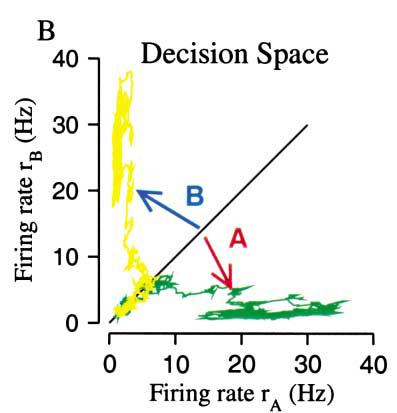 B
Decision Space
40
30
20
10
0
Firing rate r_B (Hz)
B
A
0 10 20 30 40
Firing rate r_A (Hz)